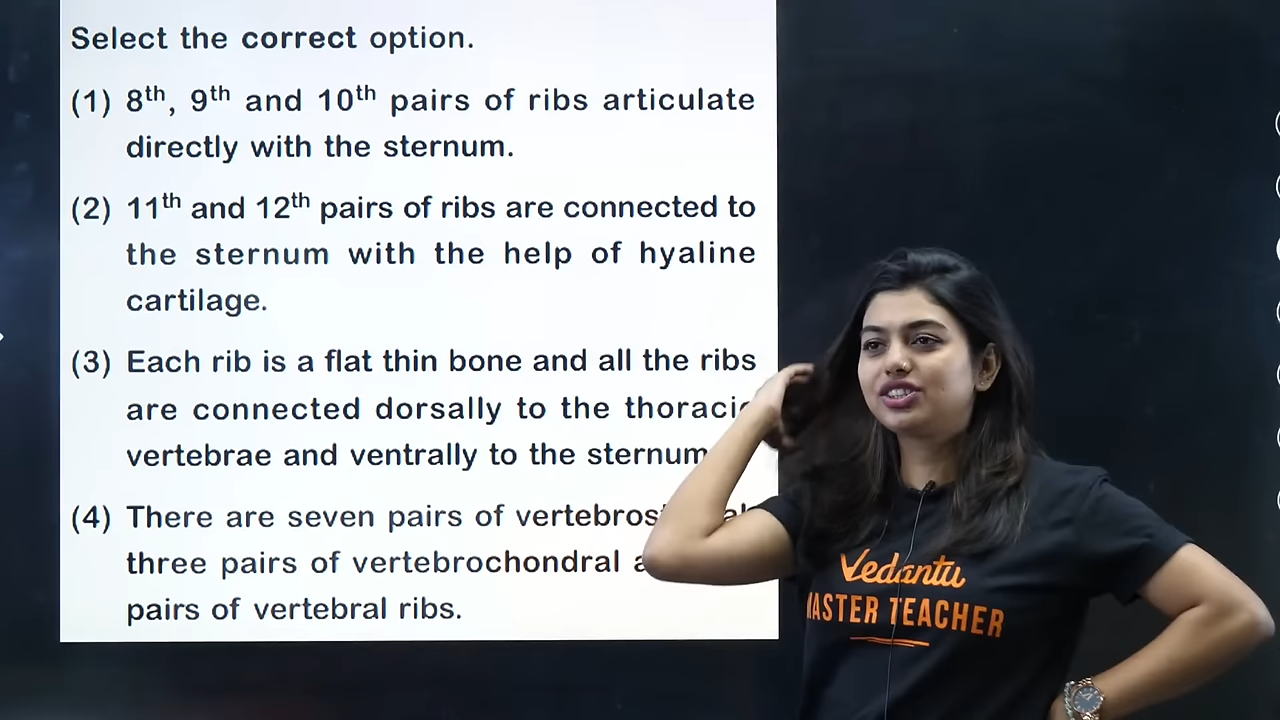 Select the correct option.
(1) 8th, 9th and 10th pairs of ribs articulate
directly with the sternum.
(2) 11th and 12th pairs of ribs are connected to
the sternum with the help of hyaline
cartilage.
(3) Each rib is a flat thin bone and all the ribs
are connected dorsally to the thoracic
vertebrae and ventrally to the sternum
(4) There are seven pairs of
three pairs of vertebrochondral
pairs of vertebral ribs.
Vedantu
MASTER TEACHER